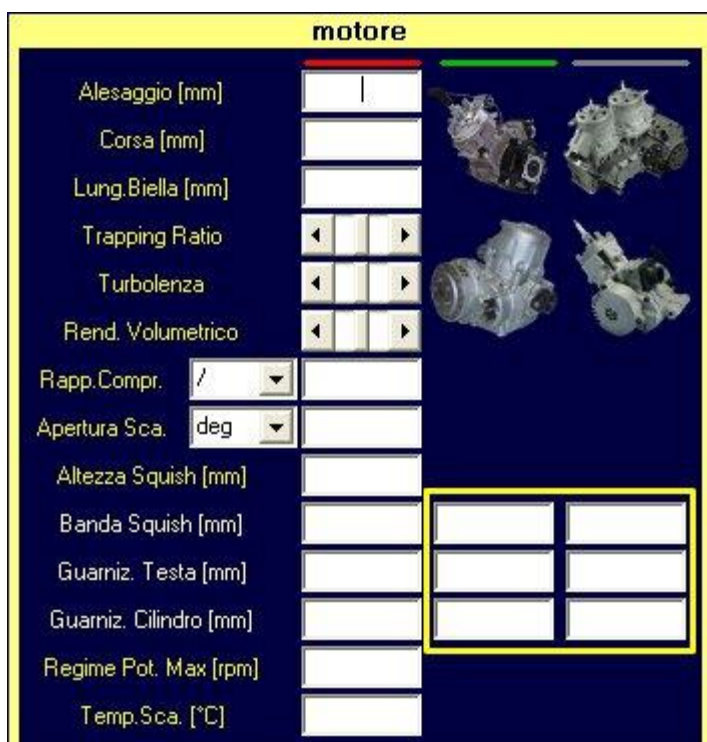 motore
Alesaggio [mm]
Corsa [mm]
Lung.Biella [mm]
Trapping Ratio
Turbolenza
Rend. Volumetrico
Rapp.Compr. /
Apertura Sca. deg
Altezza Squish [mm]
Banda Squish [mm]
Guarniz. Testa [mm]
Guarniz. Cilindro [mm]
Regime Pot. Max [rpm]
Temp.Sca. [°C]